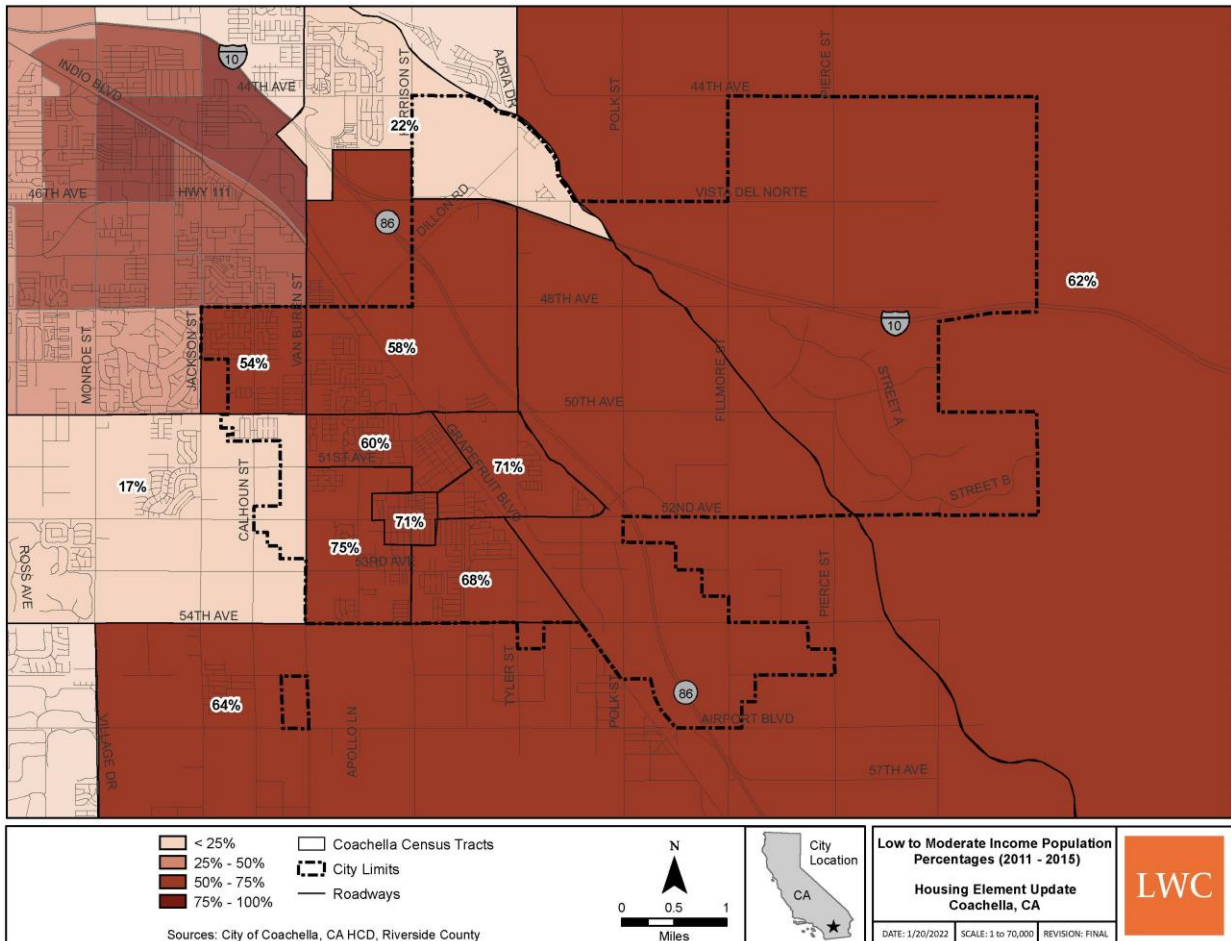 10
INDIO BLVD
44TH AVE
HARRISON ST
ADRIA DR
22%
POLK ST
44TH AVE
PIERCE ST
46TH AVE
HWY 111
86
DILLON RD
VISTA DEL NORTE
62%
MONROE ST
JACKSON ST
VAN BUREN ST
48TH AVE
10
54%
58%
FILLMORE ST
STREET A
50TH AVE
60%
51ST AVE
GRAPEFRUIT BLVD
71%
17%
CALHOUN ST
STREET B
52ND AVE
71%
75%
53RD AVE
ROSS AVE
68%
PIERCE ST
54TH AVE
TYLER ST
POLK ST
86
64%
VILLAGE DR
APOLLO LN
AIRPORT BLVD
57TH AVE
< 25%
25% - 50%
50% - 75%
75% - 100%
Coachella Census Tracts
City Limits
Roadways
Sources: City of Coachella, CA HCD, Riverside County
N
0 0.5 1
Miles
City
Location
CA
Low to Moderate Income Population
Percentages (2011 - 2015)
Housing Element Update
Coachella, CA
DATE: 1/20/2022 SCALE: 1 to 70,000 REVISION: FINAL
LWC